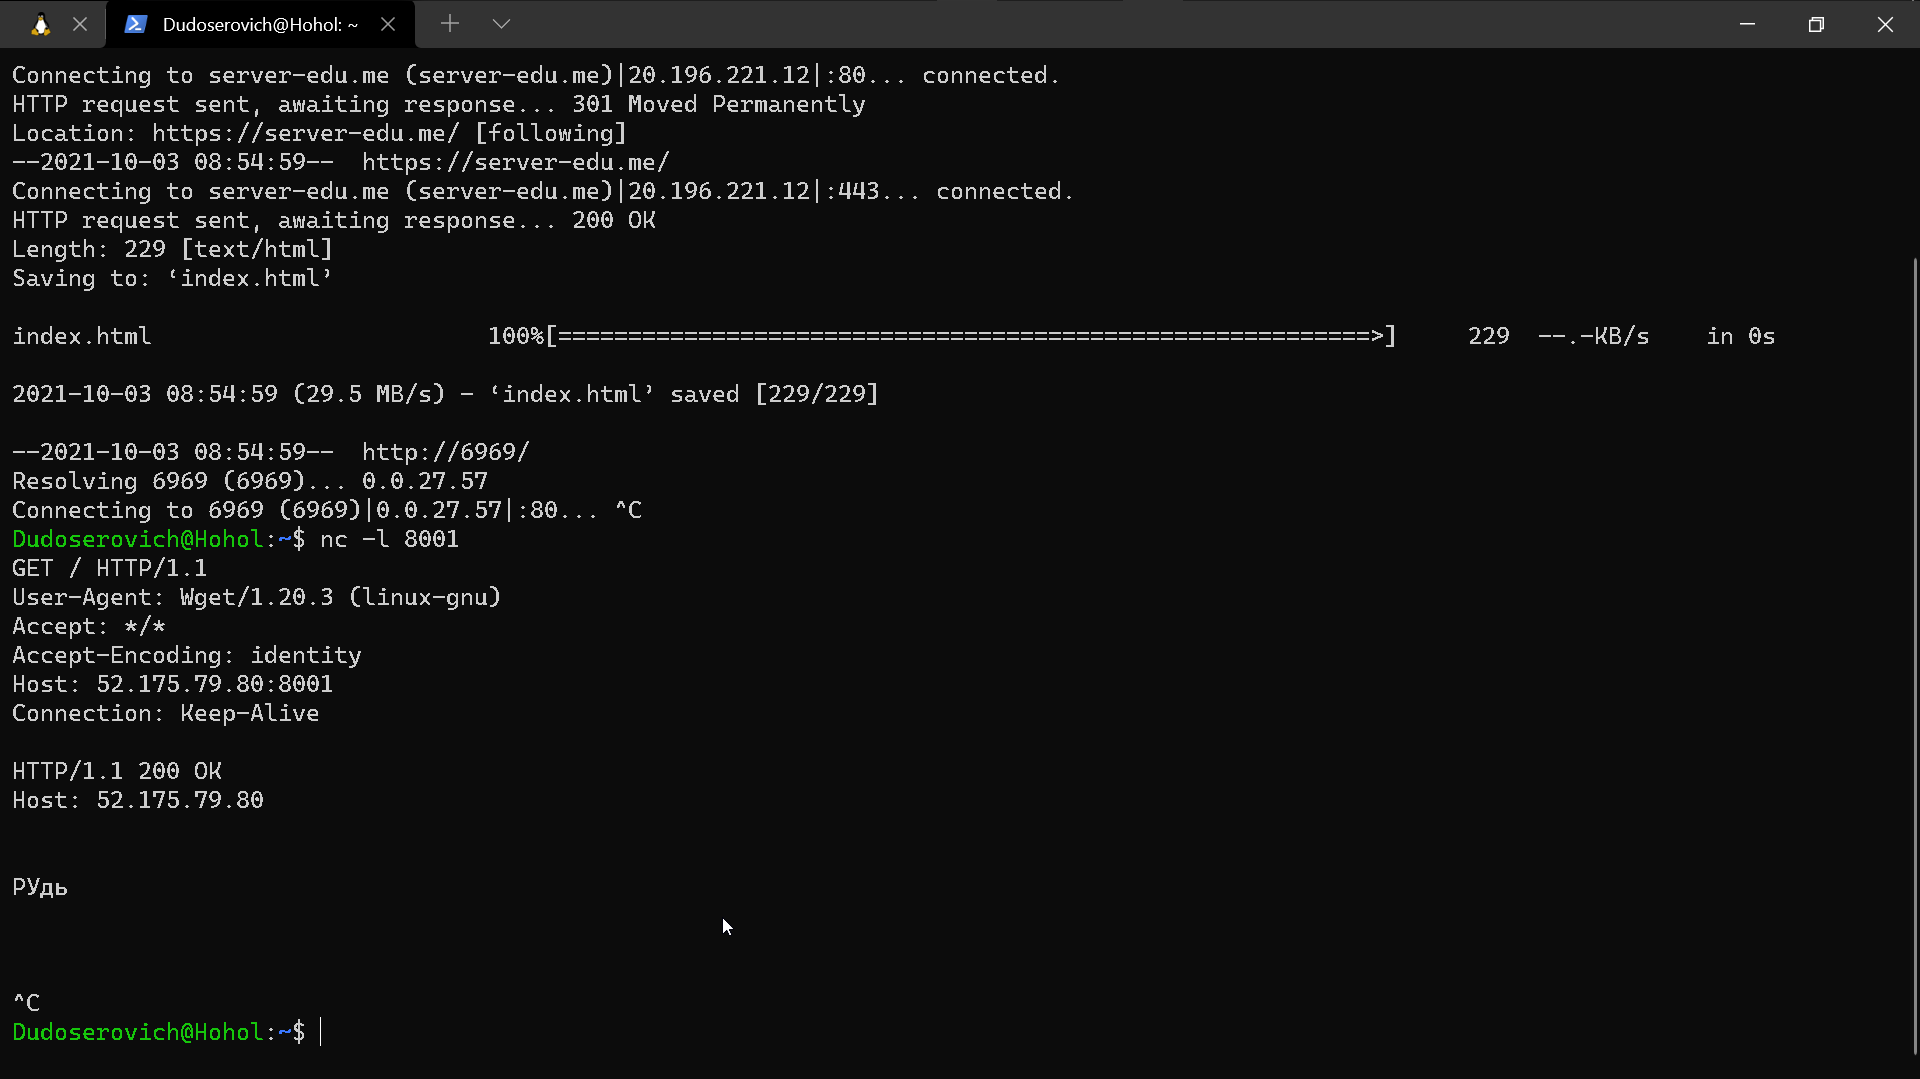 Dudoserovich@Hohol: ~
Connecting to server-edu.me (server-edu.me)|20.196.221.12|:80... connected.
HTTP request sent, awaiting response... 301 Moved Permanently
Location: https://server-edu.me/ [following]
--2021-10-03 08:54:59--  https://server-edu.me/
Connecting to server-edu.me (server-edu.me)|20.196.221.12|:443... connected.
HTTP request sent, awaiting response... 200 OK
Length: 229 [text/html]
Saving to: ‘index.html’
index.html                        100%[==========================================================>]     229  --.-KB/s    in 0s
2021-10-03 08:54:59 (29.5 MB/s) - ‘index.html’ saved [229/229]
--2021-10-03 08:54:59--  http://6969/
Resolving 6969 (6969)... 0.0.27.57
Connecting to 6969 (6969)|0.0.27.57|:80... ^C
Dudoserovich@Hohol:~$ nc -l 8001
GET / HTTP/1.1
User-Agent: Wget/1.20.3 (linux-gnu)
Accept: */*
Accept-Encoding: identity
Host: 52.175.79.80:8001
Connection: Keep-Alive
HTTP/1.1 200 OK
Host: 52.175.79.80
РУдь
^C
Dudoserovich@Hohol:~$